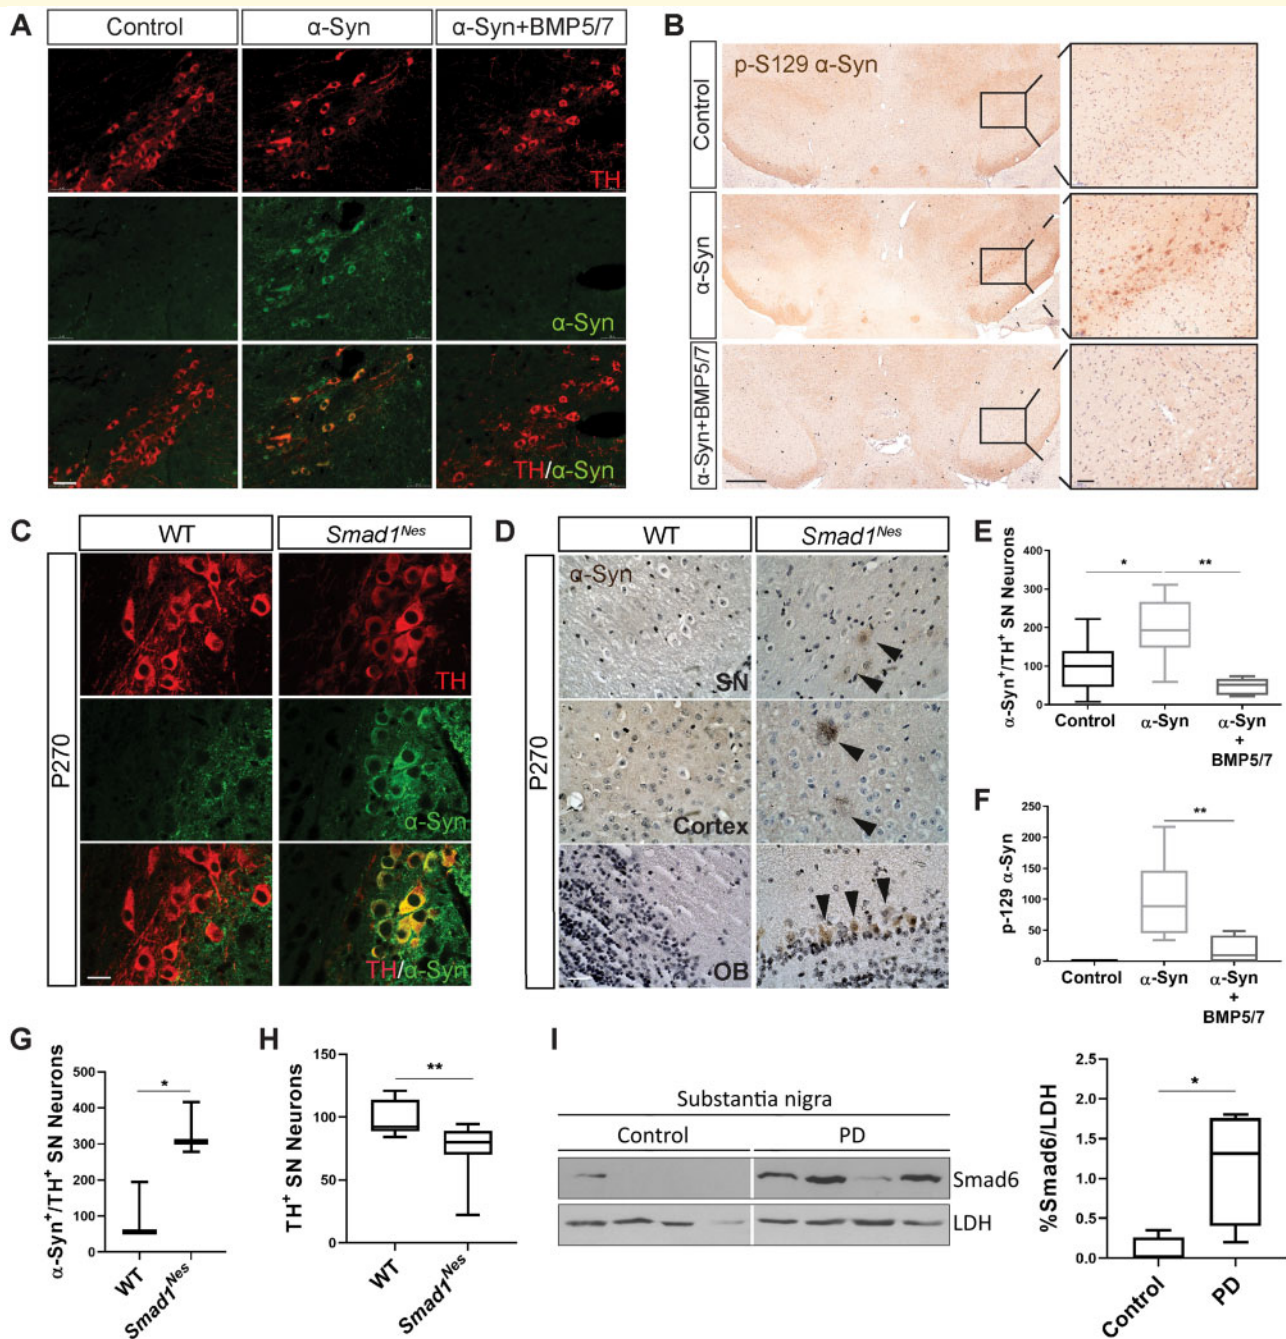 A
Control
α-Syn
α-Syn+BMP5/7
TH
α-Syn
TH/α-Syn
B
Control
p-S129 α-Syn
α-Syn
α-Syn+BMP5/7
C
WT
Smad1Nes
P270
TH
α-Syn
TH/α-Syn
D
WT
Smad1Nes
P270
α-Syn
SN
Cortex
OB
E
α-Syn+/TH+ SN Neurons
400
300
200
100
0
*
**
Control
α-Syn
α-Syn
+
BMP5/7
F
p-129 α-Syn
250
200
150
100
50
0
**
Control
α-Syn
α-Syn
+
BMP5/7
G
α-Syn+/TH+ SN Neurons
500
400
300
200
100
0
*
WT
Smad1Nes
H
TH+ SN Neurons
150
100
50
0
**
WT
Smad1Nes
I
Substantia nigra
Control
PD
Smad6
LDH
%Smad6/LDH
2.5
2.0
1.5
1.0
0.5
0.0
*
Control
PD